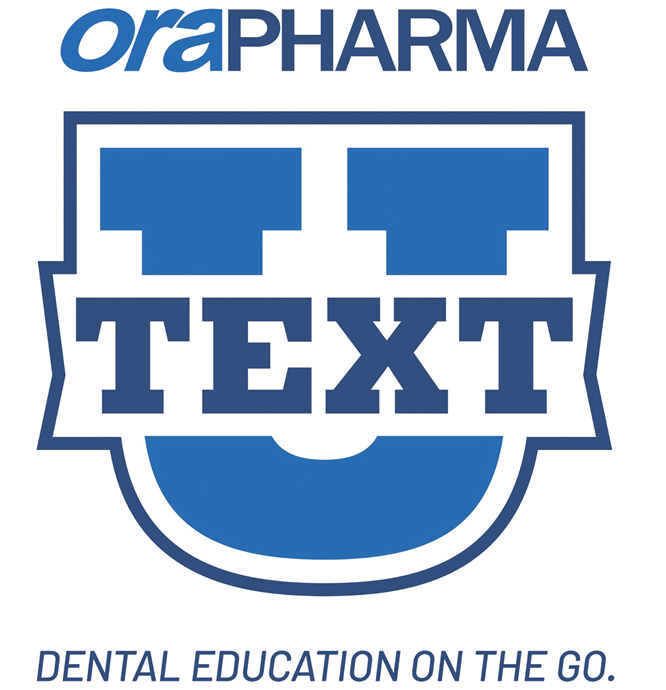 oraPHARMA
U
TEXT
DENTAL EDUCATION ON THE GO.